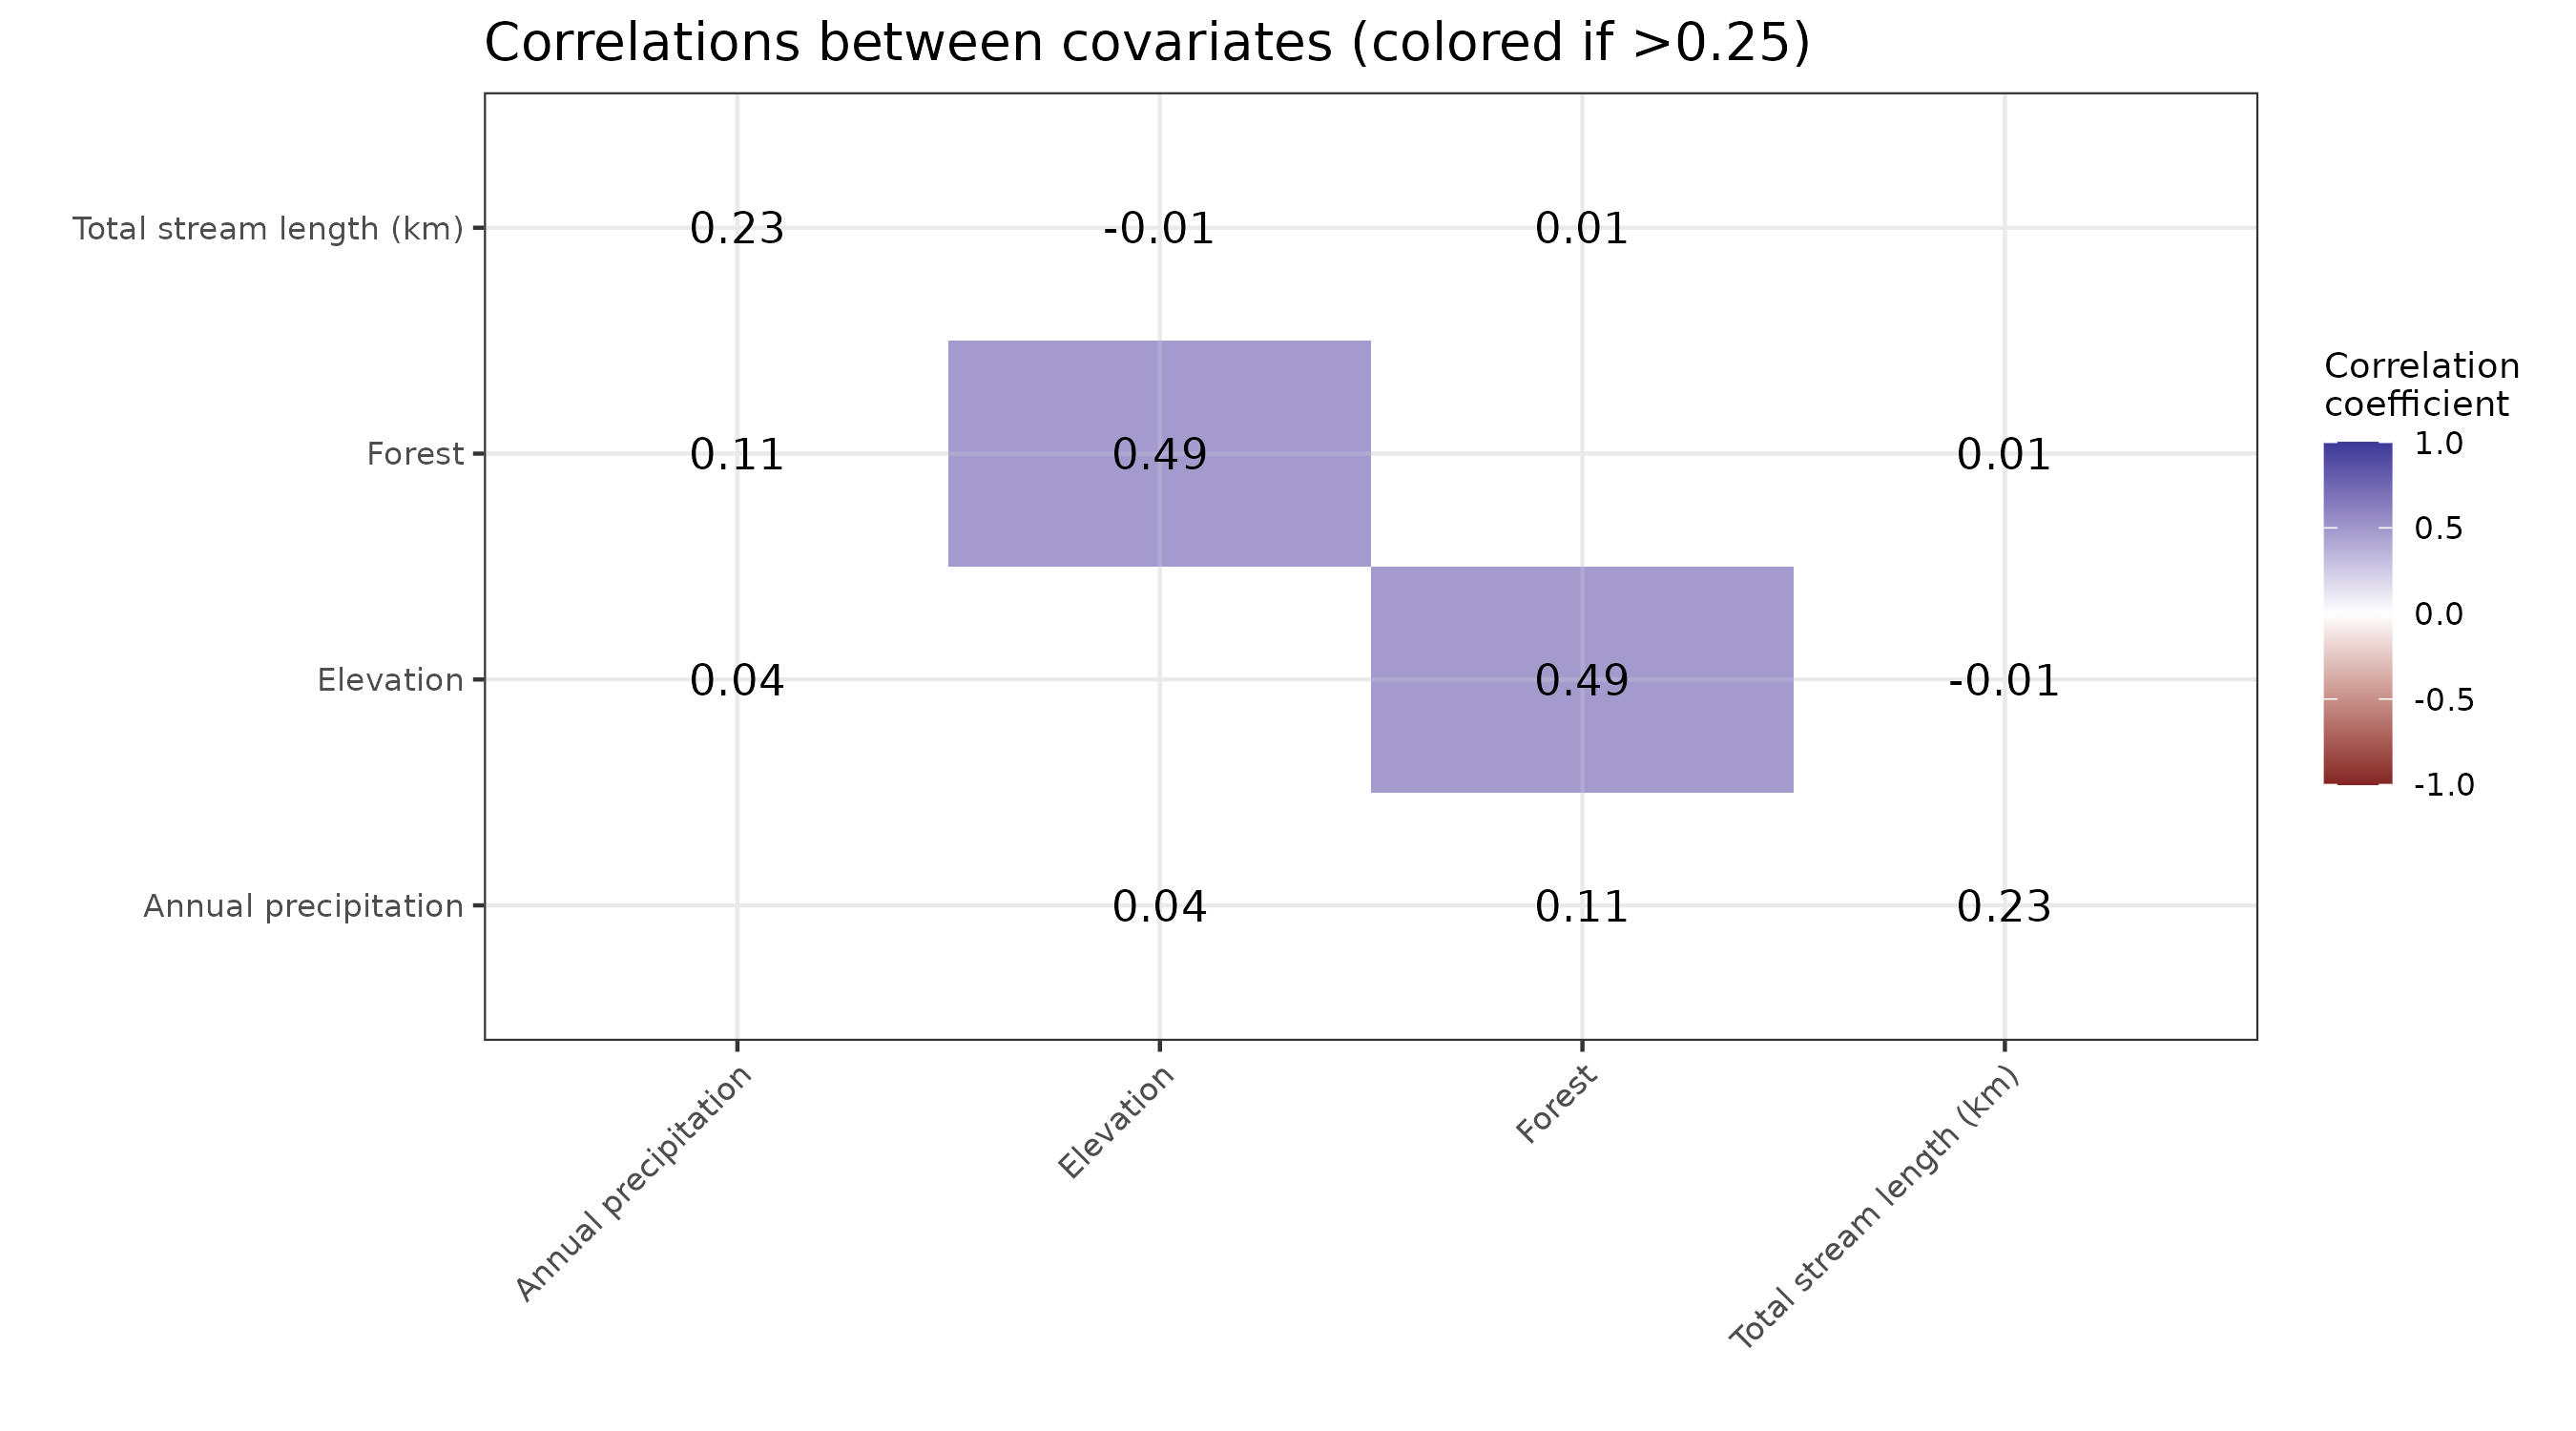 Correlations between covariates (colored if >0.25)
Total stream length (km)
0.23
-0.01
0.01
Forest
0.11
0.49
0.01
Elevation
0.04
0.49
-0.01
Annual precipitation
0.04
0.11
0.23
Annual precipitation
Elevation
Forest
Total stream length (km)
Correlation
coefficient
1.0
0.5
0.0
-0.5
-1.0